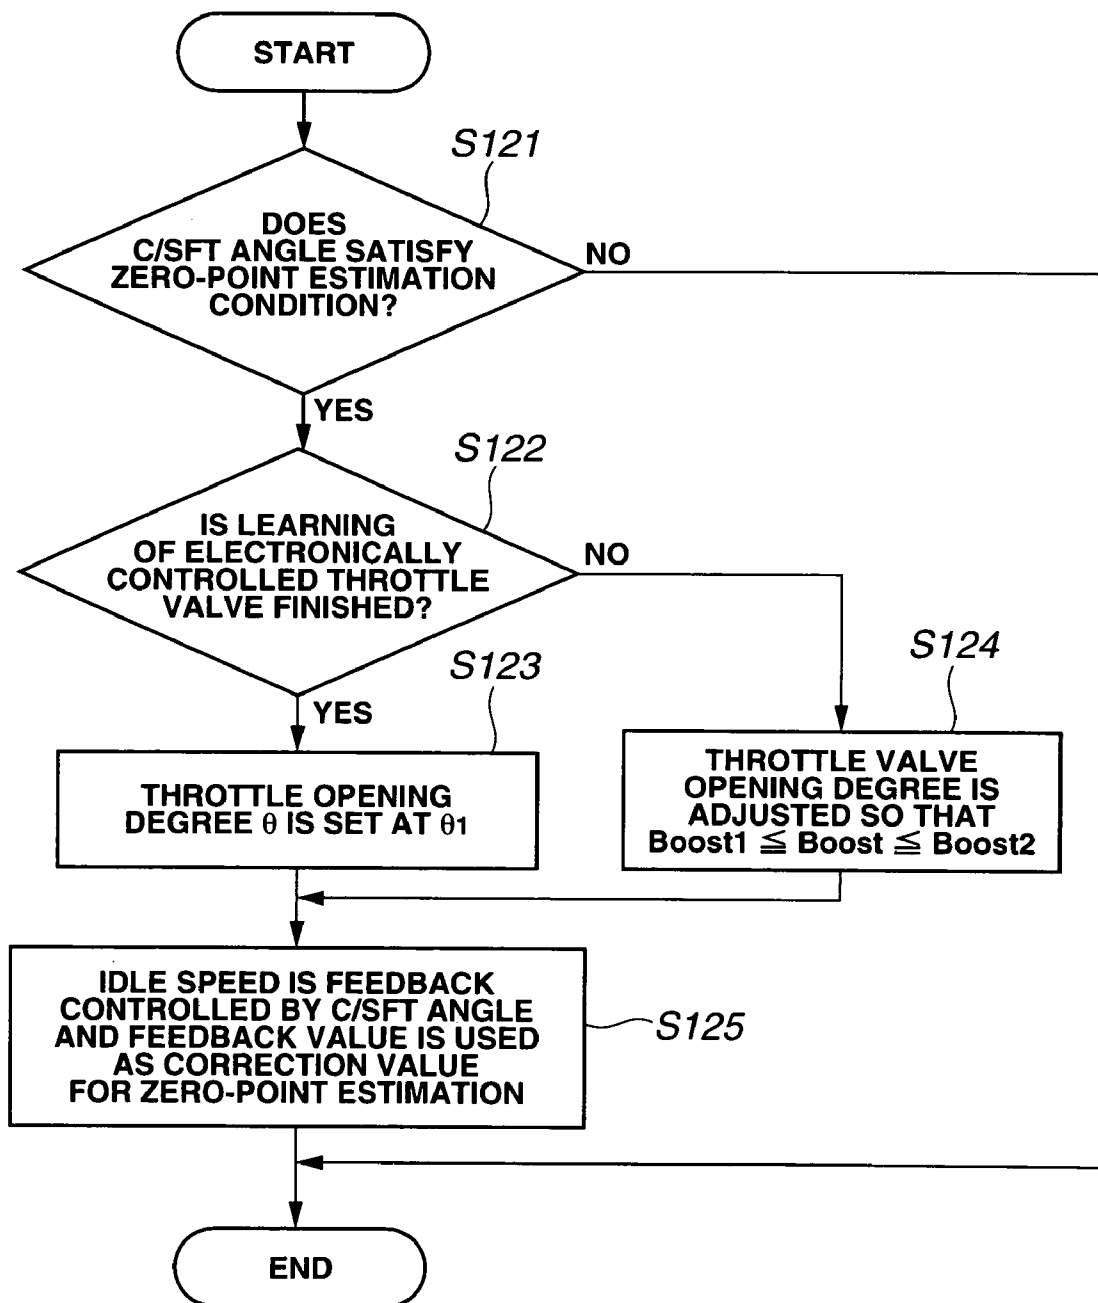 START
S121
DOES
C/SFT ANGLE SATISFY
ZERO-POINT ESTIMATION
CONDITION?
NO
YES
S122
IS LEARNING
OF ELECTRONICALLY
CONTROLLED THROTTLE
VALVE FINISHED?
NO
YES
S123
THROTTLE OPENING
DEGREE θ IS SET AT θ1
S124
THROTTLE VALVE
OPENING DEGREE IS
ADJUSTED SO THAT
Boost1 ≦ Boost ≦ Boost2
IDLE SPEED IS FEEDBACK
CONTROLLED BY C/SFT ANGLE
AND FEEDBACK VALUE IS USED
AS CORRECTION VALUE
FOR ZERO-POINT ESTIMATION
S125
END